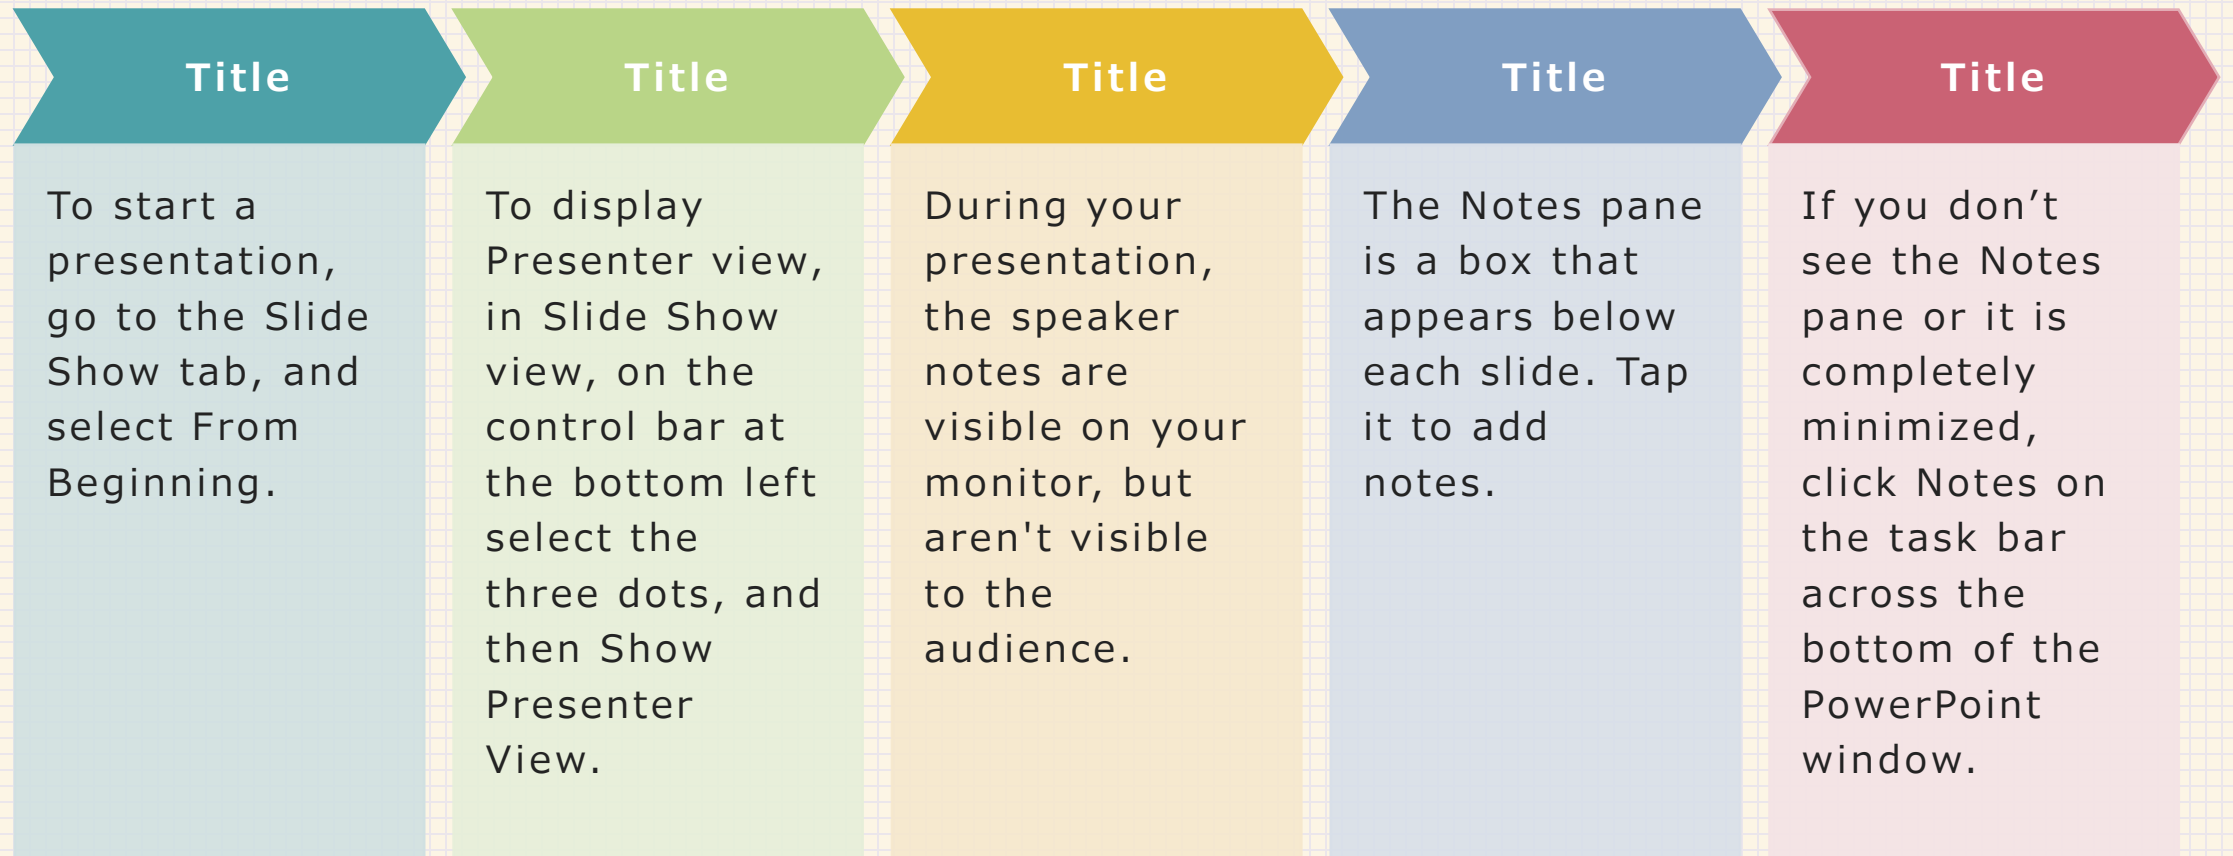 Title
To start a
presentation,
go to the Slide
Show tab, and
select From
Beginning.
Title
To display
Presenter view,
in Slide Show
view, on the
control bar at
the bottom left
select the
three dots, and
then Show
Presenter
View.
Title
During your
presentation,
the speaker
notes are
visible on your
monitor, but
aren't visible
to the
audience.
Title
The Notes pane
is a box that
appears below
each slide. Tap
it to add
notes.
Title
If you don’t
see the Notes
pane or it is
completely
minimized,
click Notes on
the task bar
across the
bottom of the
PowerPoint
window.